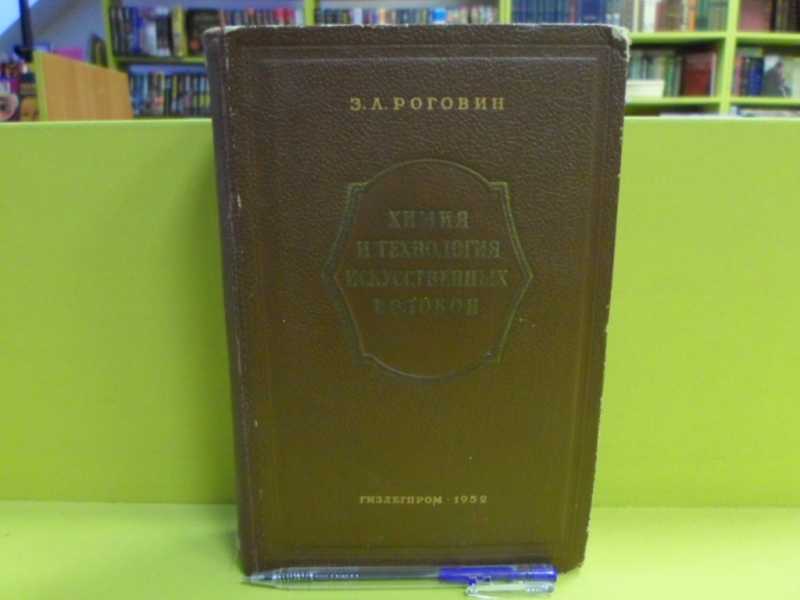 З.А.РОГОВИН
ХИМИЯ
И ТЕХНОЛОГИЯ
ИСКУССТВЕННЫХ
ВОЛОКОН
ГИЗЛЕГПРОМ · 1952